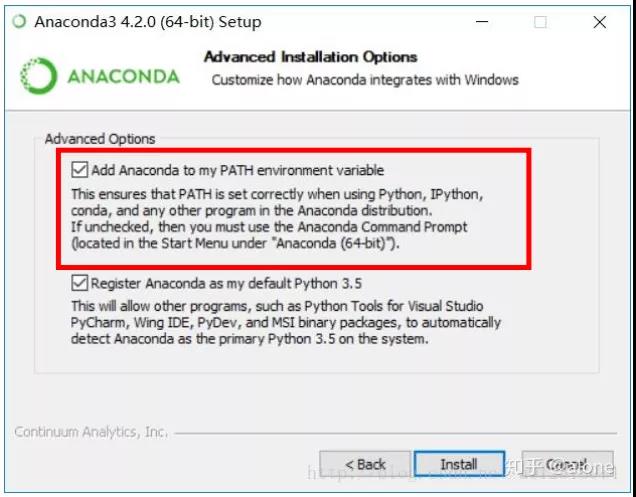 Anaconda3 4.2.0 (64-bit) Setup
Advanced Installation Options
ANACONDA
Customize how Anaconda integrates with Windows
Advanced Options
Add Anaconda to my PATH environment variable
This ensures that PATH is set correctly when using Python, IPython,
conda, and any other program in the Anaconda distribution.
If unchecked, then you must use the Anaconda Command Prompt
(located in the Start Menu under "Anaconda (64-bit)").
Register Anaconda as my default Python 3.5
This will allow other programs, such as Python Tools for Visual Studio
PyCharm, Wing IDE, PyDev, and MSI binary packages, to automatically
detect Anaconda as the primary Python 3.5 on the system.
Continuum Analytics, Inc.
< Back
Install
Cancel
知乎